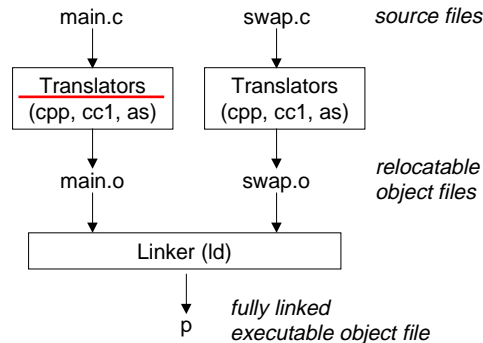 main.c swap.c source files
Translators Translators
(cpp, cc1, as) (cpp, cc1, as)
main.o swap.o relocatable
object files
Linker (ld)
p fully linked
executable object file